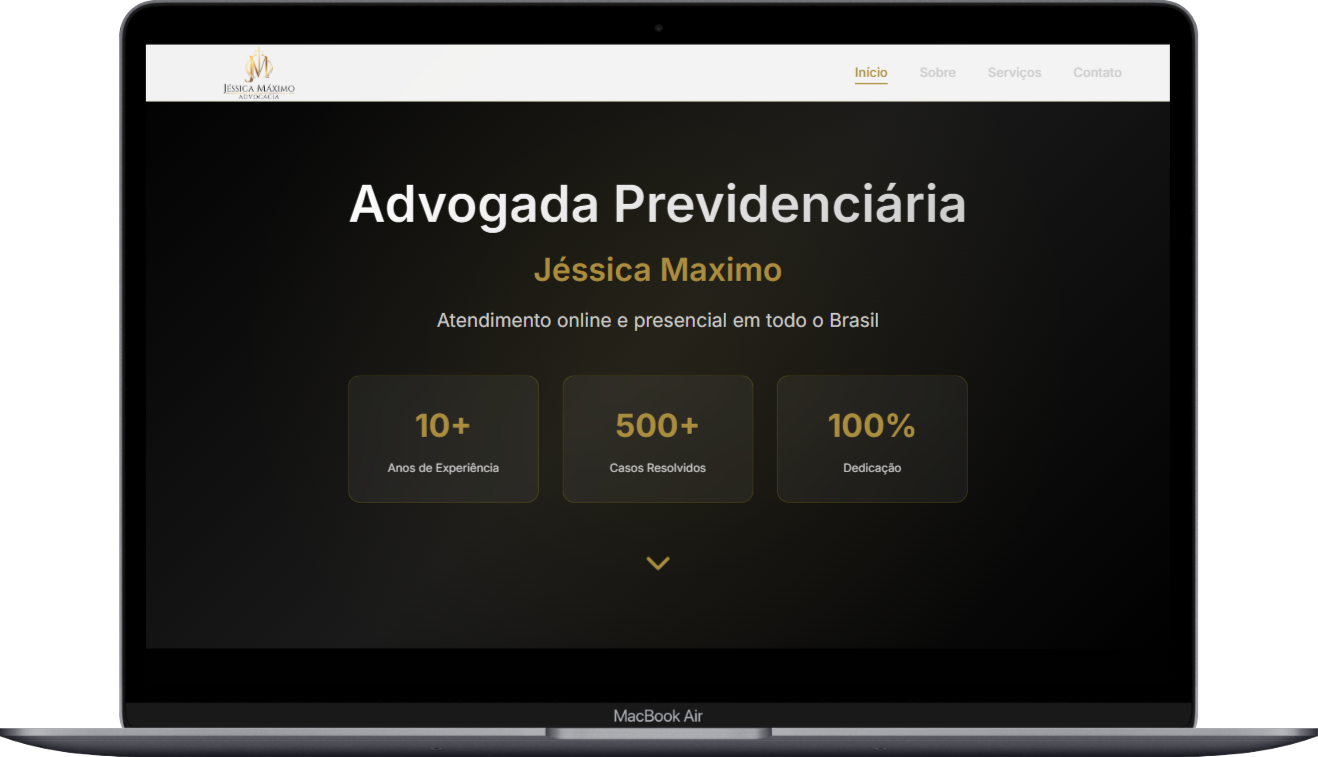 JÉSSICA MÁXIMO
ADVOCACIA
Início Sobre Serviços Contato
Advogada Previdenciária
Jéssica Maximo
Atendimento online e presencial em todo o Brasil
10+ 500+ 100%
Anos de Experiência Casos Resolvidos Dedicação
MacBook Air